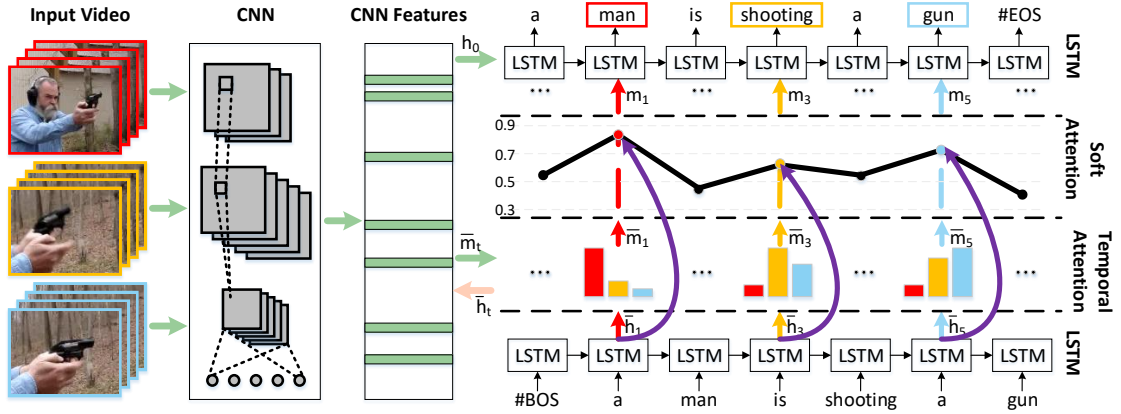 Input Video
CNN
CNN Features
a man is shooting a gun #EOS
h0
LSTM LSTM LSTM LSTM LSTM LSTM LSTM
LSTM
... m1 ... m3 ... m5 ...
0.9
0.7
0.5
0.3
Soft
Attention
m̅t
m̅1 m̅3 m̅5
... ... ... ...
Temporal
Attention
h̅t
h̅1 h̅3 h̅5
LSTM LSTM LSTM LSTM LSTM LSTM LSTM
LSTM
#BOS a man is shooting a gun